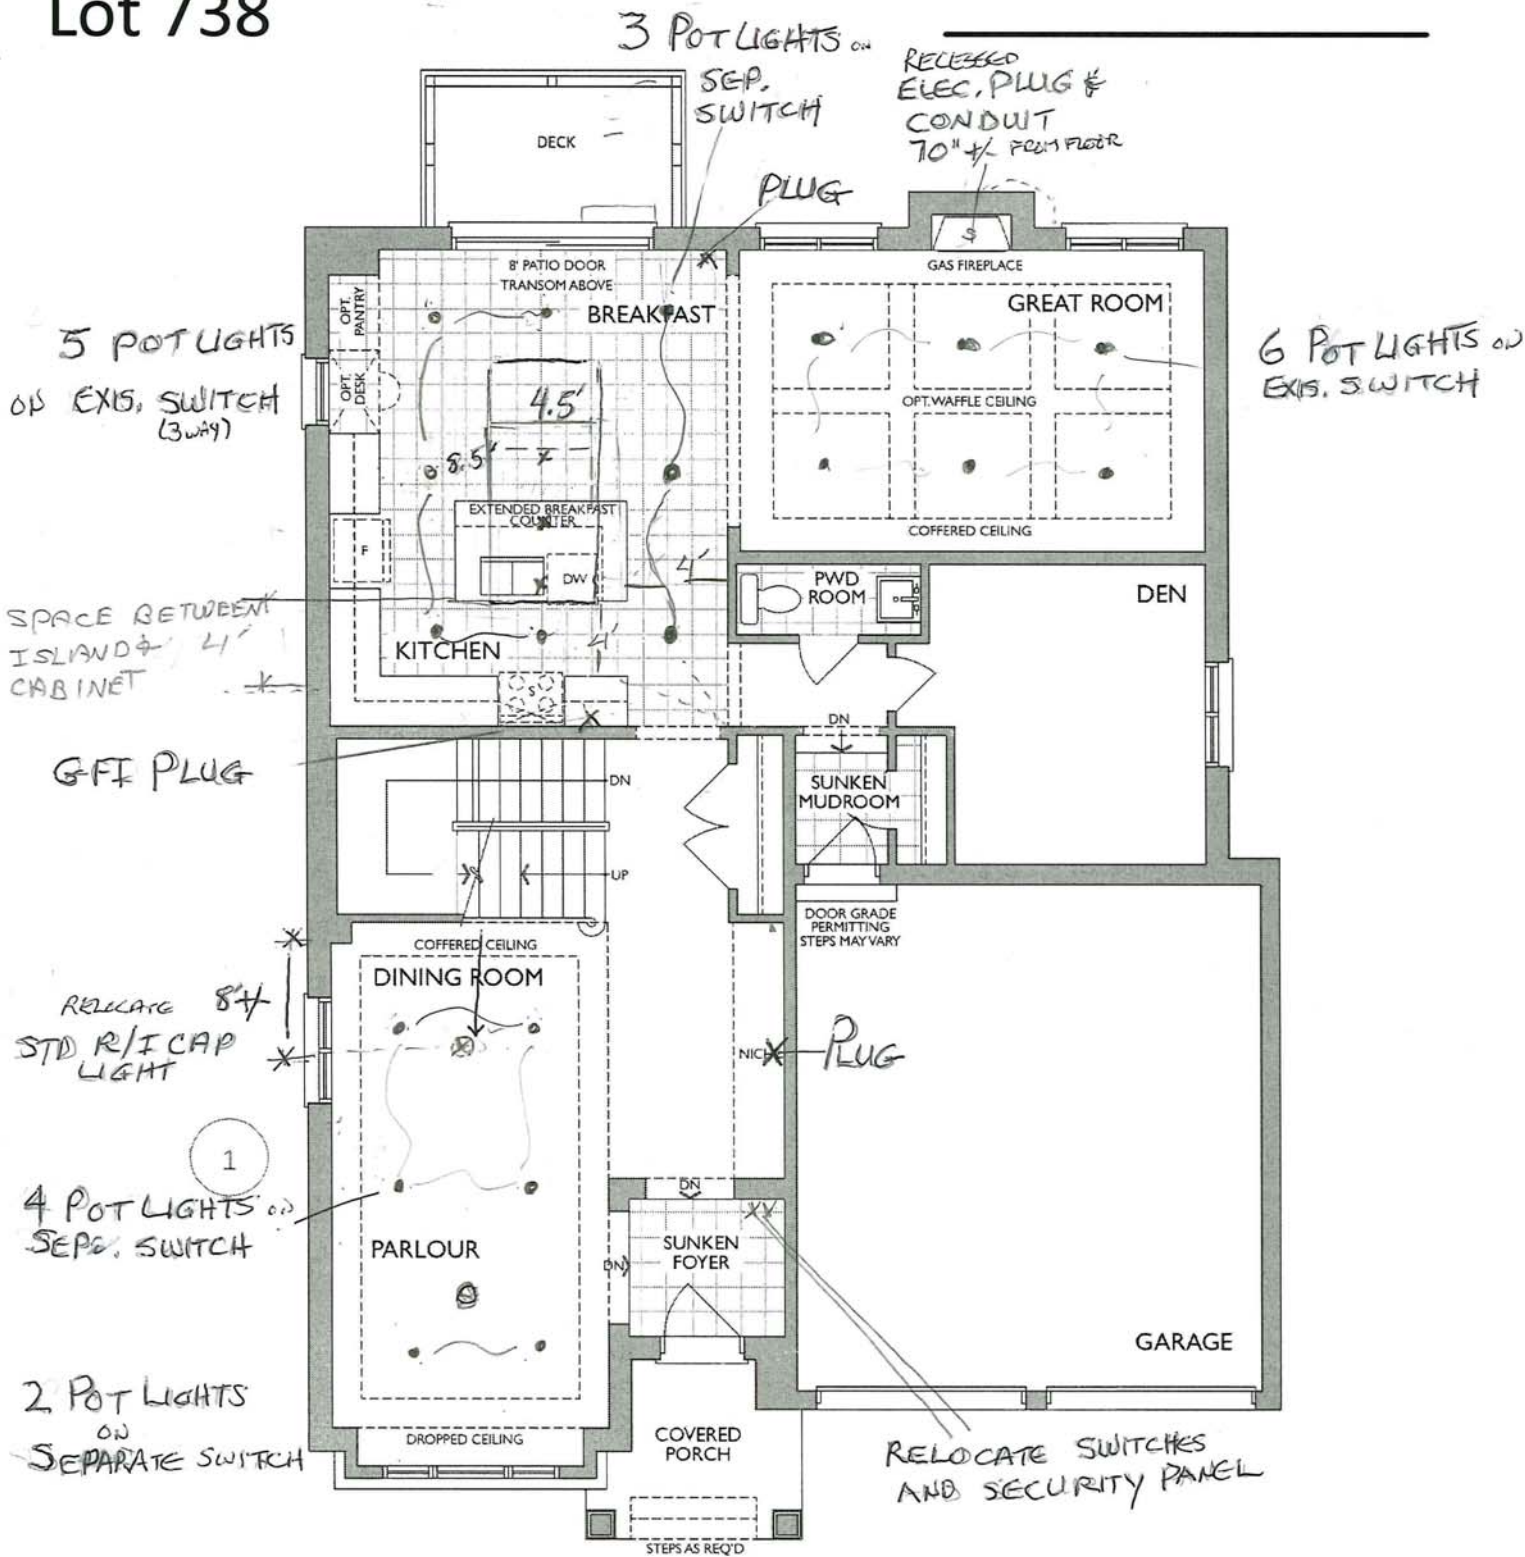 Lot 738
3 POT LIGHTS ON
SEP.
SWITCH
RECESSED
ELEC. PLUG &
CONDUIT
70" +/- FROM FLOOR
DECK
PLUG
8' PATIO DOOR
TRANSOM ABOVE
BREAKFAST
GAS FIREPLACE
S
GREAT ROOM
OPT. PANTRY
OPT. DESK
5 POT LIGHTS
ON EXIS. SWITCH
(3 WAY)
6 POT LIGHTS ON
EXIS. SWITCH
4.5'
8.5'
OPT. WAFFLE CEILING
COFFERED CEILING
EXTENDED BREAKFAST
COUNTER
F
DW
4'
PWD
ROOM
DEN
SPACE BETWEEN
ISLAND & 4'
CABINET
KITCHEN
4'
S
DN
GFI PLUG
DN
SUNKEN
MUDROOM
UP
DOOR GRADE
PERMITTING
STEPS MAY VARY
COFFERED CEILING
DINING ROOM
RELOCATE 8'+/-
STD R/I CAP
LIGHT
NICHE
PLUG
1
4 POT LIGHTS ON
SEPE. SWITCH
DN
SUNKEN
FOYER
DN
PARLOUR
GARAGE
2 POT LIGHTS
ON
SEPARATE SWITCH
DROPPED CEILING
COVERED
PORCH
RELOCATE SWITCHES
AND SECURITY PANEL
STEPS AS REQ'D